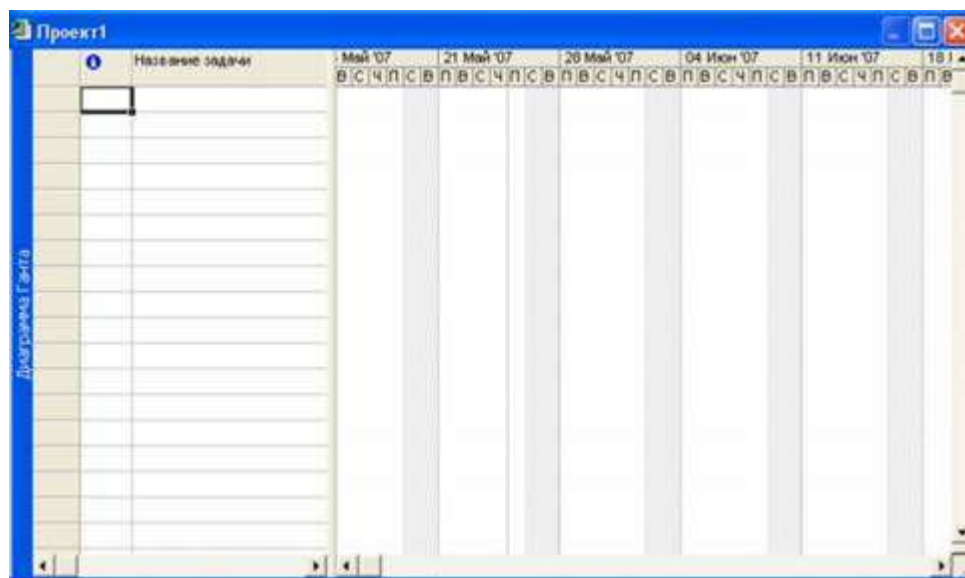 Проект1
Название задачи
Май '07
21 Май '07
28 Май '07
04 Июн '07
11 Июн '07
18
В С Ч П С В П В С Ч П С В П В С Ч П С В П В С Ч П С В П В С Ч П С В П В
Диаграмма Ганта